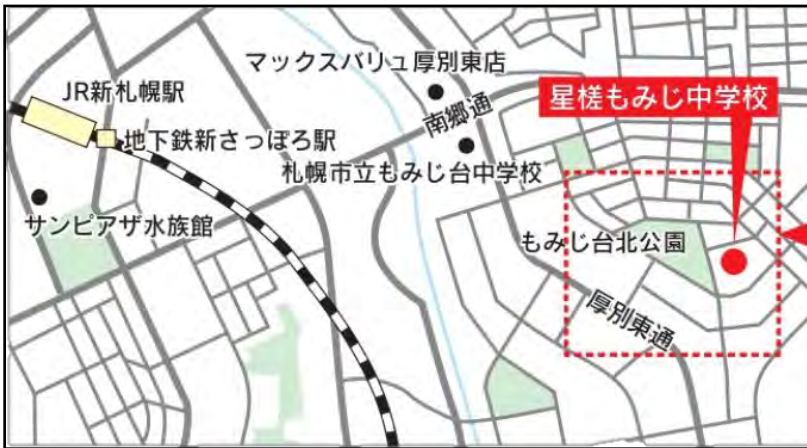 マックスバリュ厚別東店
JR新札幌駅
南郷通
星槎もみじ中学校
地下鉄新さっぽろ駅
札幌市立もみじ台中学校
サンピアザ水族館
もみじ台北公園
厚別東通